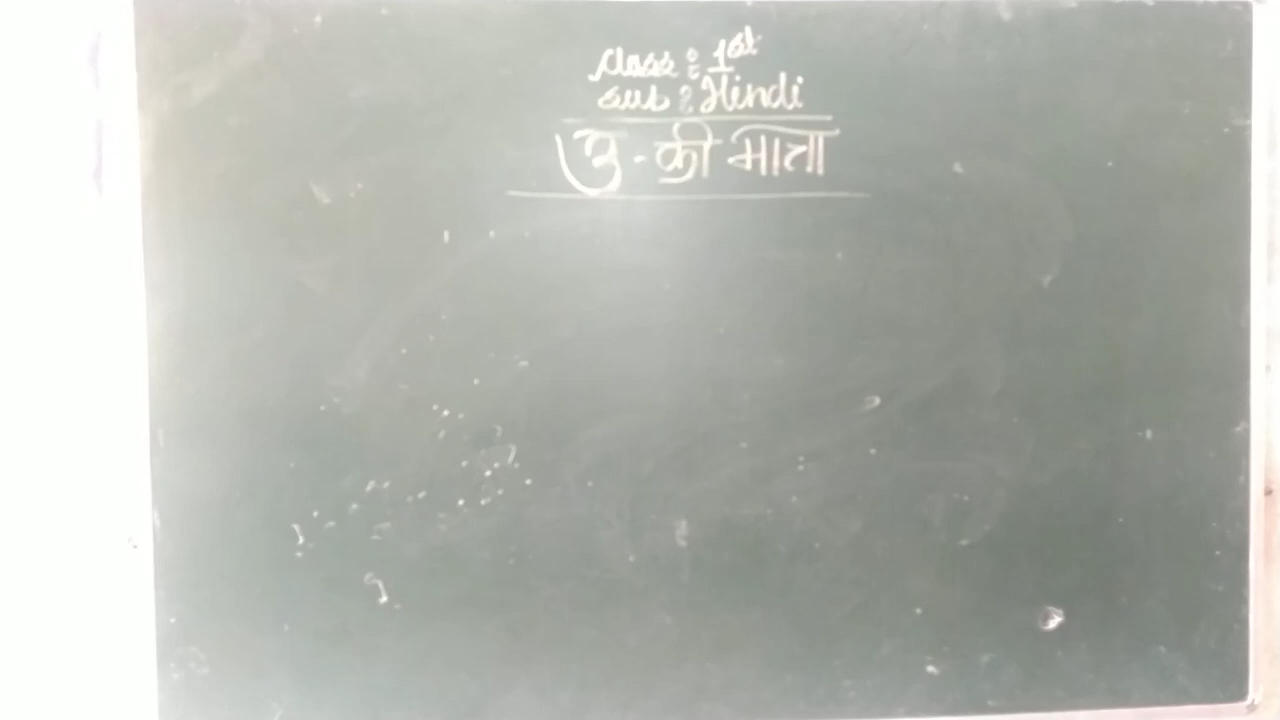 class : 1st
sub : Hindi
उ - की मात्रा